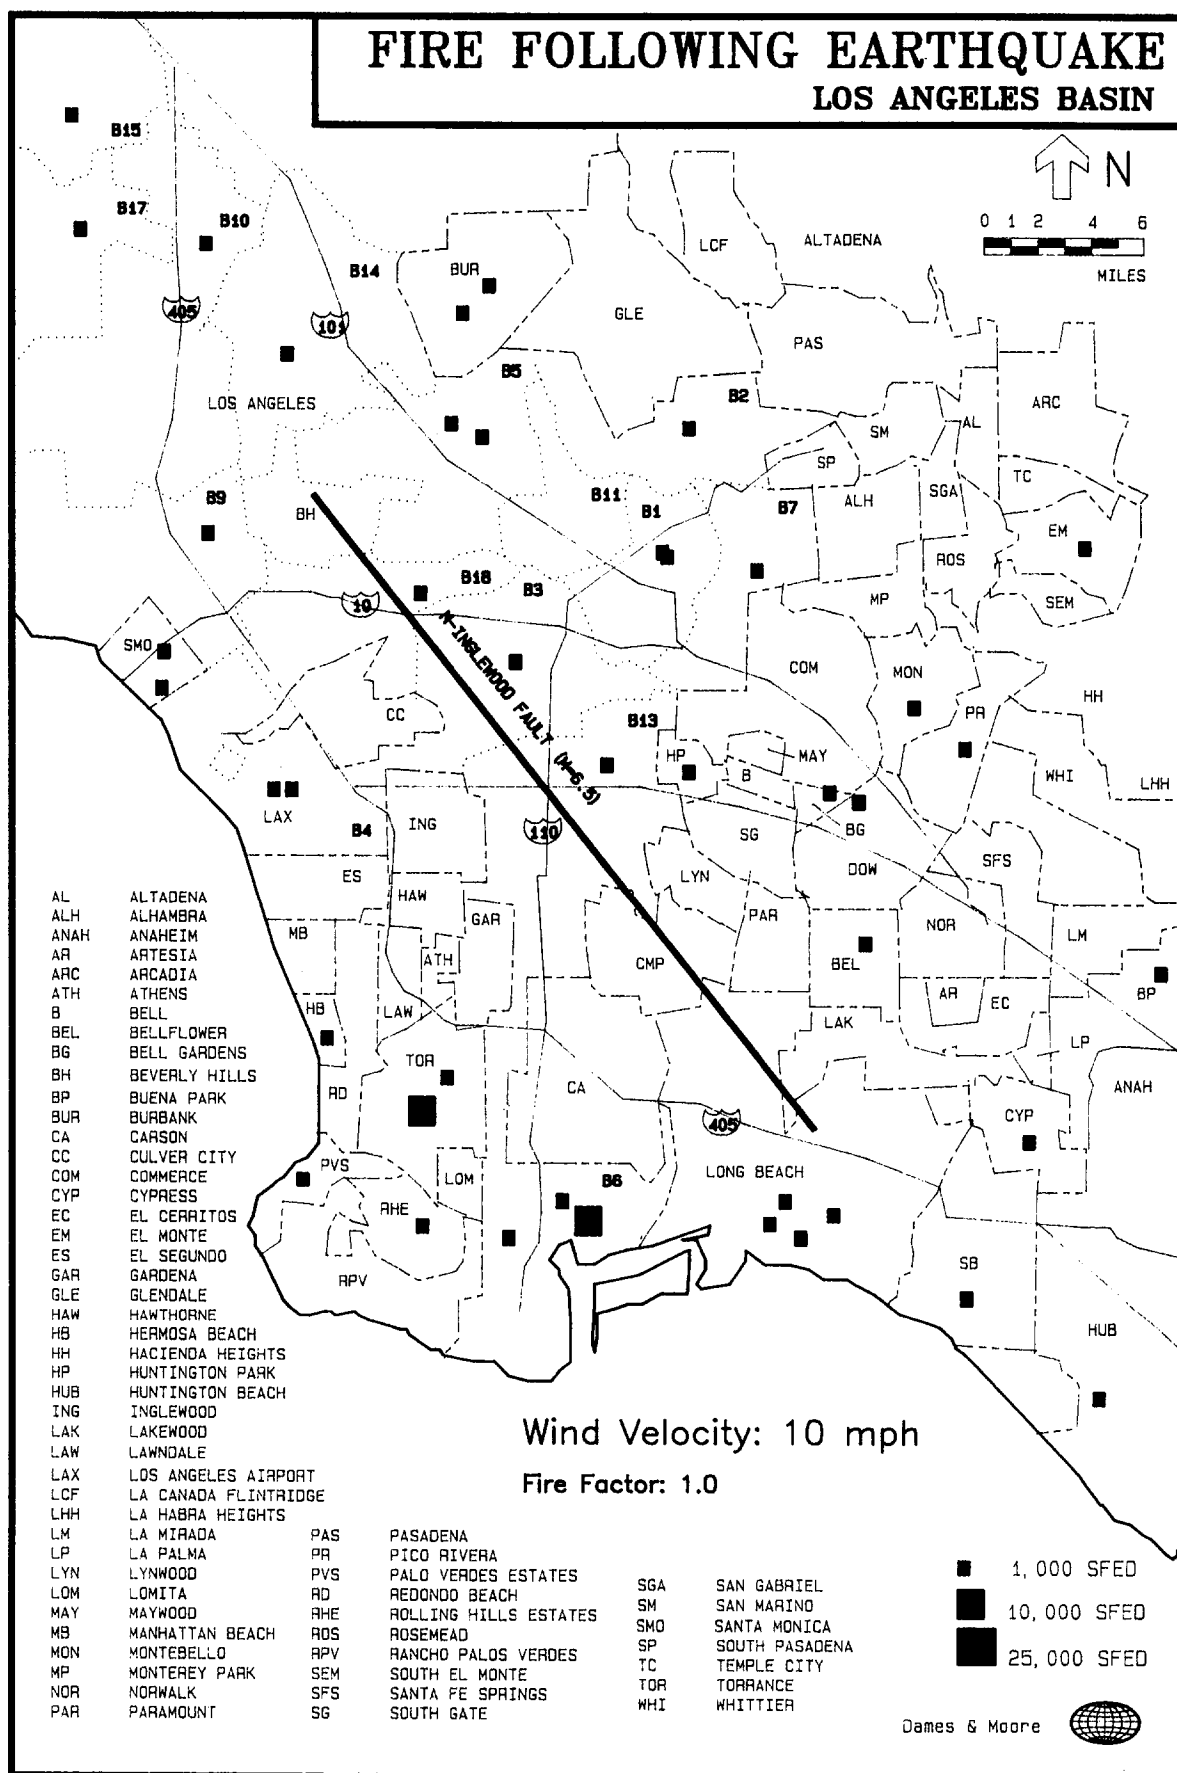 FIRE FOLLOWING EARTHQUAKE
LOS ANGELES BASIN
N
0 1 2 4 6
MILES
B15
B17
B10
B14
BUR
LCF
ALTADENA
405
101
GLE
PAS
B5
B2
LOS ANGELES
ARC
SM
AL
SP
TC
B9
BH
B11
B1
B7
ALH
SGA
EM
ROS
B18
B3
10
MP
SEM
N-INGLEWOOD FAULT (M=6.5)
SMO
COM
MON
HH
CC
B13
PR
HP
MAY
B
WHI
LHH
LAX
B4
ING
110
SG
BG
ES
LYN
DOW
SFS
HAW
GAR
PAR
NOR
MB
ATH
CMP
BEL
LM
BP
HB
LAW
LAK
AR
EC
TOR
LP
RD
CA
ANAH
405
CYP
PVS
LOM
B6
LONG BEACH
RHE
RPV
SB
HUB
AL ALTADENA
ALH ALHAMBRA
ANAH ANAHEIM
AR ARTESIA
ARC ARCADIA
ATH ATHENS
B BELL
BEL BELLFLOWER
BG BELL GARDENS
BH BEVERLY HILLS
BP BUENA PARK
BUR BURBANK
CA CARSON
CC CULVER CITY
COM COMMERCE
CYP CYPRESS
EC EL CERRITOS
EM EL MONTE
ES EL SEGUNDO
GAR GARDENA
GLE GLENDALE
HAW HAWTHORNE
HB HERMOSA BEACH
HH HACIENDA HEIGHTS
HP HUNTINGTON PARK
HUB HUNTINGTON BEACH
ING INGLEWOOD
LAK LAKEWOOD
LAW LAWNDALE
LAX LOS ANGELES AIRPORT
LCF LA CANADA FLINTRIDGE
LHH LA HABRA HEIGHTS
LM LA MIRADA
LP LA PALMA
LYN LYNWOOD
LOM LOMITA
MAY MAYWOOD
MB MANHATTAN BEACH
MON MONTEBELLO
MP MONTEREY PARK
NOR NORWALK
PAR PARAMOUNT
PAS PASADENA
PR PICO RIVERA
PVS PALO VERDES ESTATES
RD REDONDO BEACH
RHE ROLLING HILLS ESTATES
ROS ROSEMEAD
RPV RANCHO PALOS VERDES
SEM SOUTH EL MONTE
SFS SANTA FE SPRINGS
SG SOUTH GATE
SGA SAN GABRIEL
SM SAN MARINO
SMO SANTA MONICA
SP SOUTH PASADENA
TC TEMPLE CITY
TOR TORRANCE
WHI WHITTIER
Wind Velocity: 10 mph
Fire Factor: 1.0
1,000 SFED
10,000 SFED
25,000 SFED
Dames & Moore